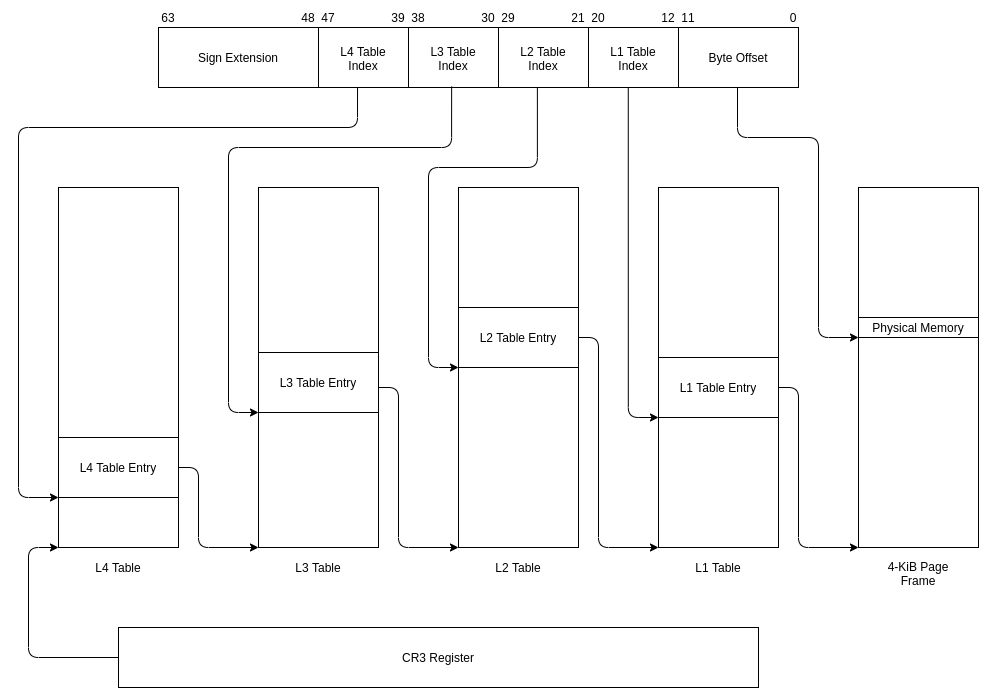 63 48 47 39 38 30 29 21 20 12 11 0
Sign Extension
L4 Table
Index
L3 Table
Index
L2 Table
Index
L1 Table
Index
Byte Offset
L4 Table Entry
L3 Table Entry
L2 Table Entry
L1 Table Entry
Physical Memory
L4 Table
L3 Table
L2 Table
L1 Table
4-KiB Page
Frame
CR3 Register